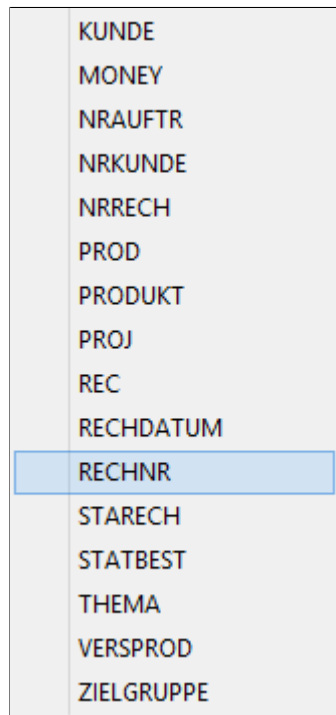 KUNDE
MONEY
NRAUFTR
NRKUNDE
NRRECH
PROD
PRODUKT
PROJ
REC
RECHDATUM
RECHNR
STARECH
STATBEST
THEMA
VERSPROD
ZIELGRUPPE